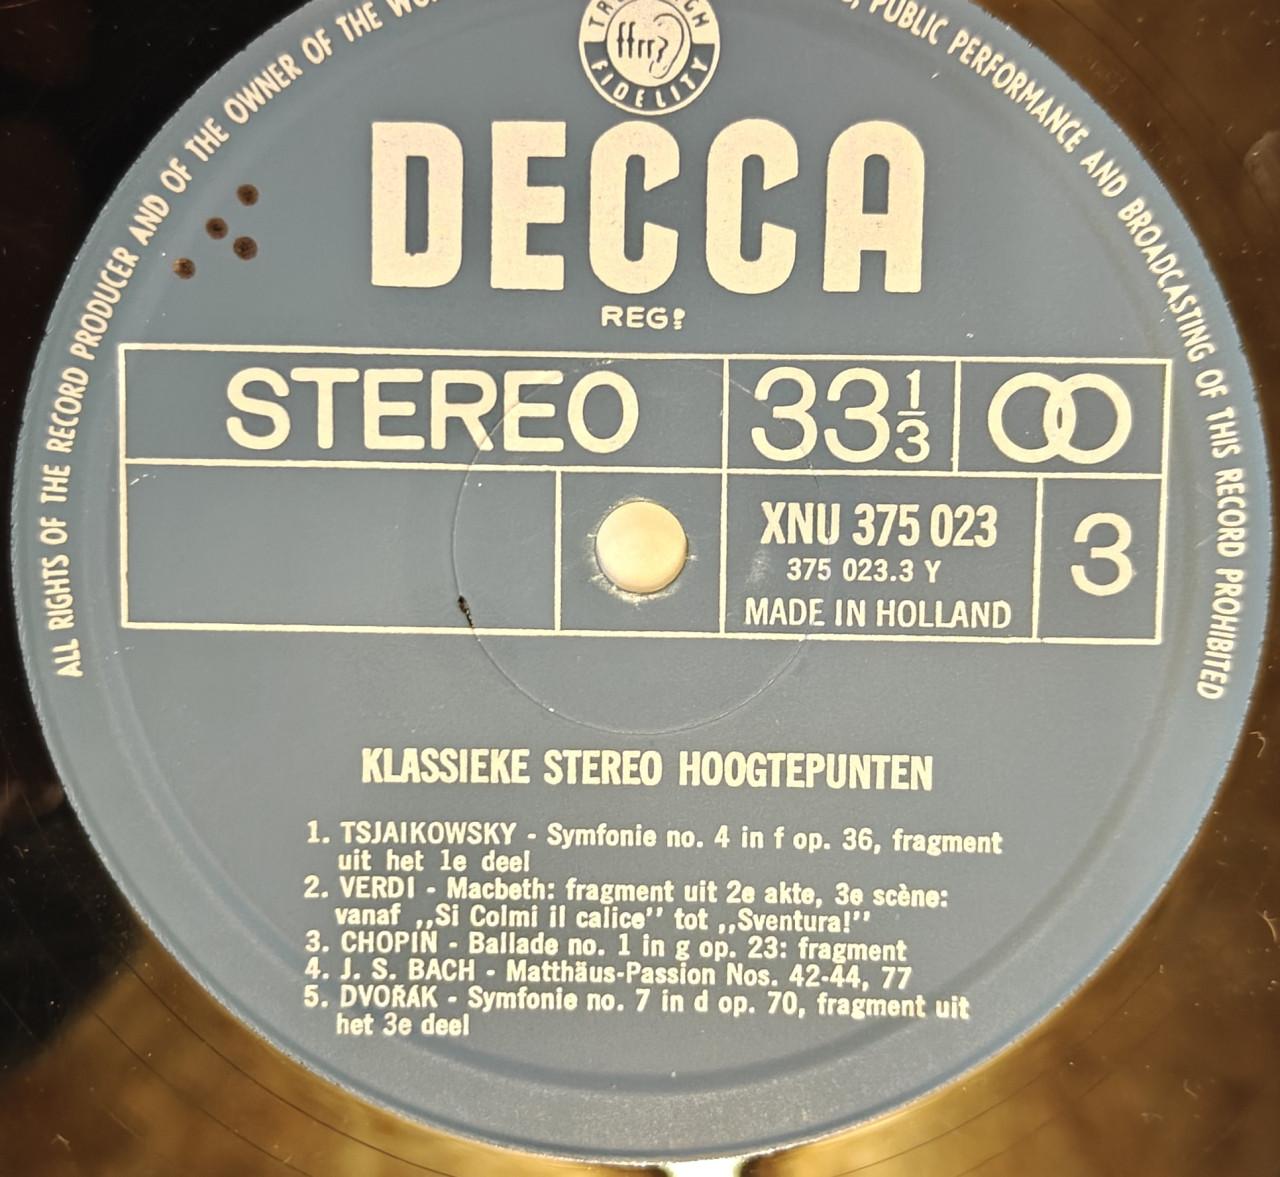 ALL RIGHTS OF THE RECORD PRODUCER AND OF THE OWNER OF THE
PUBLIC PERFORMANCE AND BROADCASTING OF THIS RECORD PROHIBITED
ffrr
FIDELITY
DECCA
REGD
STEREO
33 1/3
XNU 375 023
375 023.3 Y
MADE IN HOLLAND
3
KLASSIEKE STEREO HOOGTEPUNTEN
1. TSJAIKOWSKY - Symfonie no. 4 in f op. 36, fragment
uit het 1e deel
2. VERDI - Macbeth: fragment uit 2e akte, 3e scène:
vanaf „Si Colmi il calice" tot „Sventura!"
3. CHOPIN - Ballade no. 1 in g op. 23: fragment
4. J. S. BACH - Matthäus-Passion Nos. 42-44, 77
5. DVOŘÁK - Symfonie no. 7 in d op. 70, fragment uit
het 3e deel